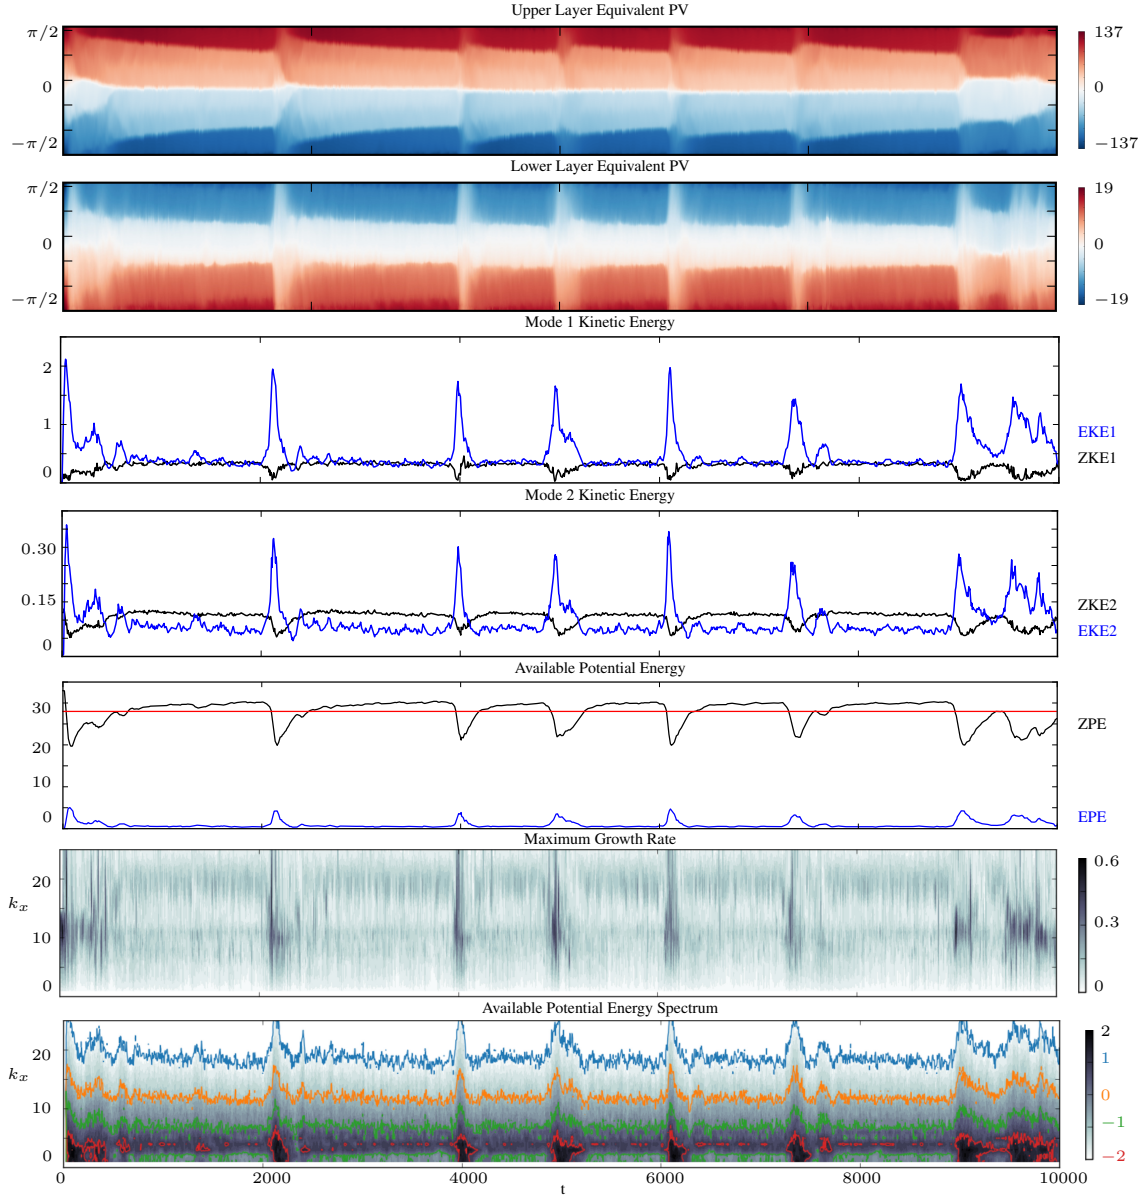 Upper Layer Equivalent PV
π/2
0
−π/2
137
0
−137
Lower Layer Equivalent PV
π/2
0
−π/2
19
0
−19
Mode 1 Kinetic Energy
2
1
0
EKE1
ZKE1
Mode 2 Kinetic Energy
0.30
0.15
0
ZKE2
EKE2
Available Potential Energy
30
20
10
0
ZPE
EPE
Maximum Growth Rate
20
k_x
10
0
0.6
0.3
0
Available Potential Energy Spectrum
20
k_x
10
0
2
1
0
−1
−2
0 2000 4000 6000 8000 10000
t